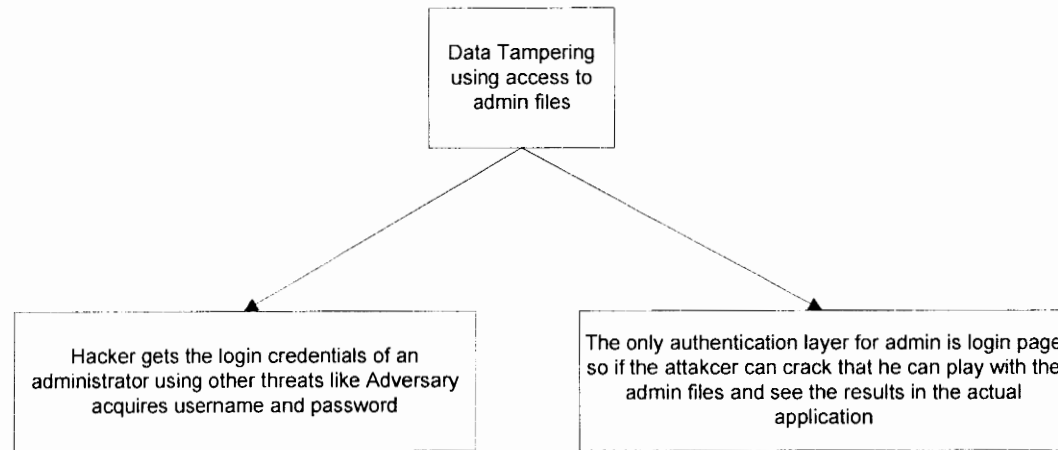 Data Tampering
using access to
admin files
Hacker gets the login credentials of an
administrator using other threats like Adversary
acquires username and password
The only authentication layer for admin is login page
so if the attakcer can crack that he can play with the
admin files and see the results in the actual
application